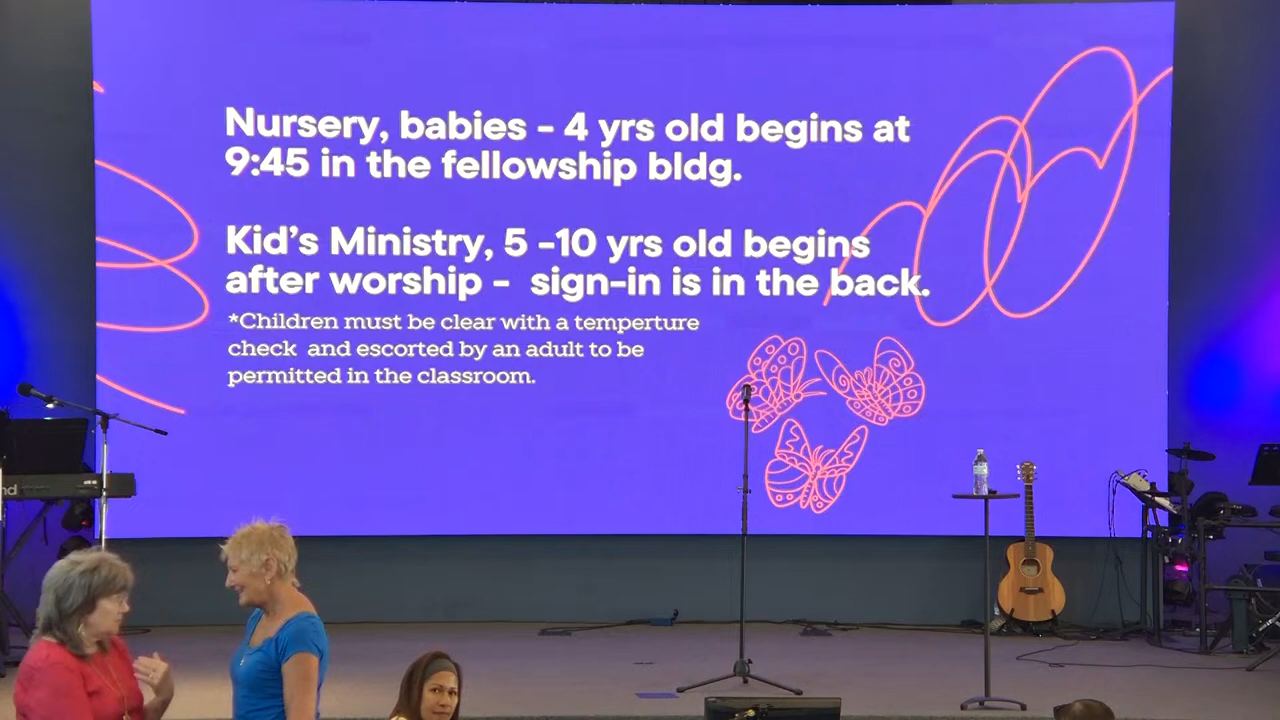 Nursery, babies - 4 yrs old begins at
9:45 in the fellowship bldg.
Kid's Ministry, 5 -10 yrs old begins
after worship - sign-in is in the back.
*Children must be clear with a temperture
check and escorted by an adult to be
permitted in the classroom.